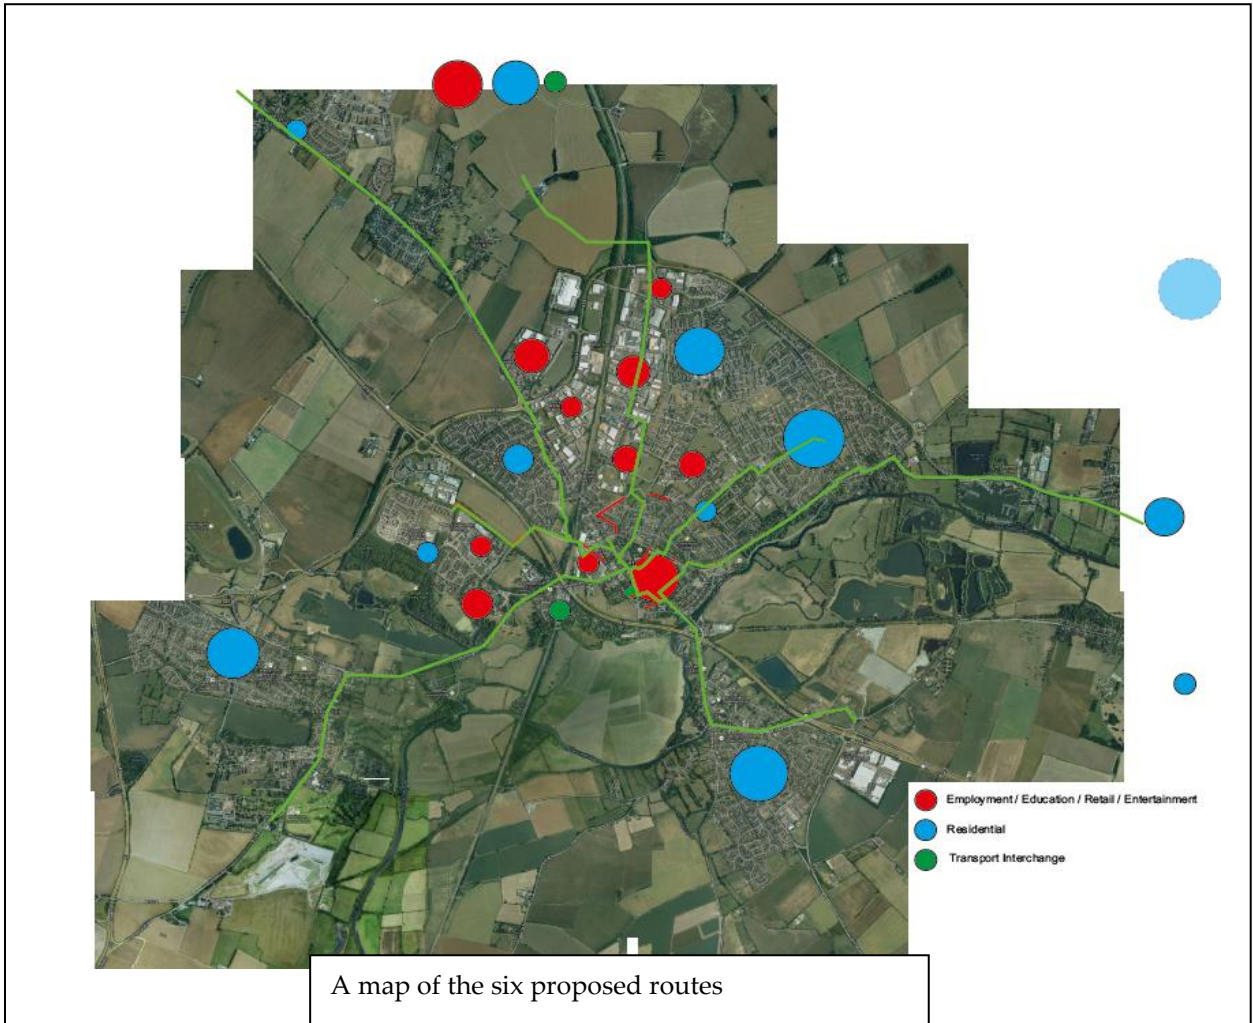 Employment / Education / Retail / Entertainment
Residential
Transport Interchange
A map of the six proposed routes